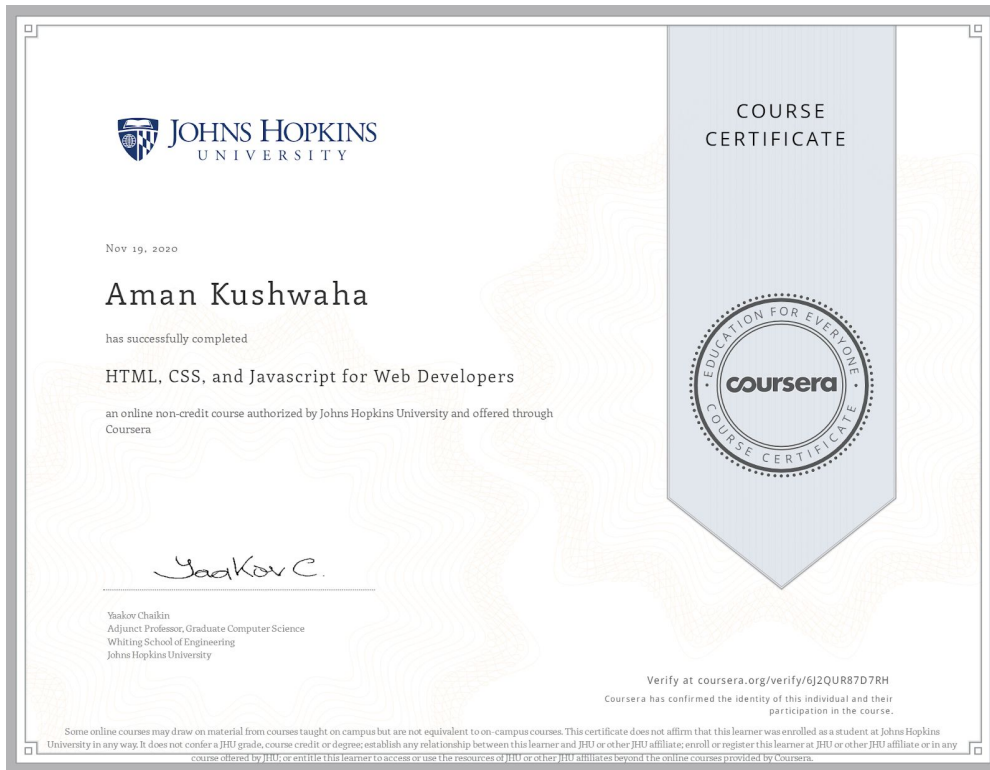 JOHNS HOPKINS
UNIVERSITY
COURSE
CERTIFICATE
Nov 19, 2020
Aman Kushwaha
has successfully completed
HTML, CSS, and Javascript for Web Developers
an online non-credit course authorized by Johns Hopkins University and offered through
Coursera
EDUCATION FOR EVERYONE
coursera
COURSE CERTIFICATE
YaaKov C.
Yaakov Chaikin
Adjunct Professor, Graduate Computer Science
Whiting School of Engineering
Johns Hopkins University
Verify at coursera.org/verify/6J2QUR87D7RH
Coursera has confirmed the identity of this individual and their
participation in the course.
Some online courses may draw on material from courses taught on campus but are not equivalent to on-campus courses. This certificate does not affirm that this learner was enrolled as a student at Johns Hopkins
University in any way. It does not confer a JHU grade, course credit or degree; establish any relationship between this learner and JHU or other JHU affiliate; enroll or register this learner at JHU or other JHU affiliate or in any
course offered by JHU; or entitle this learner to access or use the resources of JHU or other JHU affiliates beyond the online courses provided by Coursera.